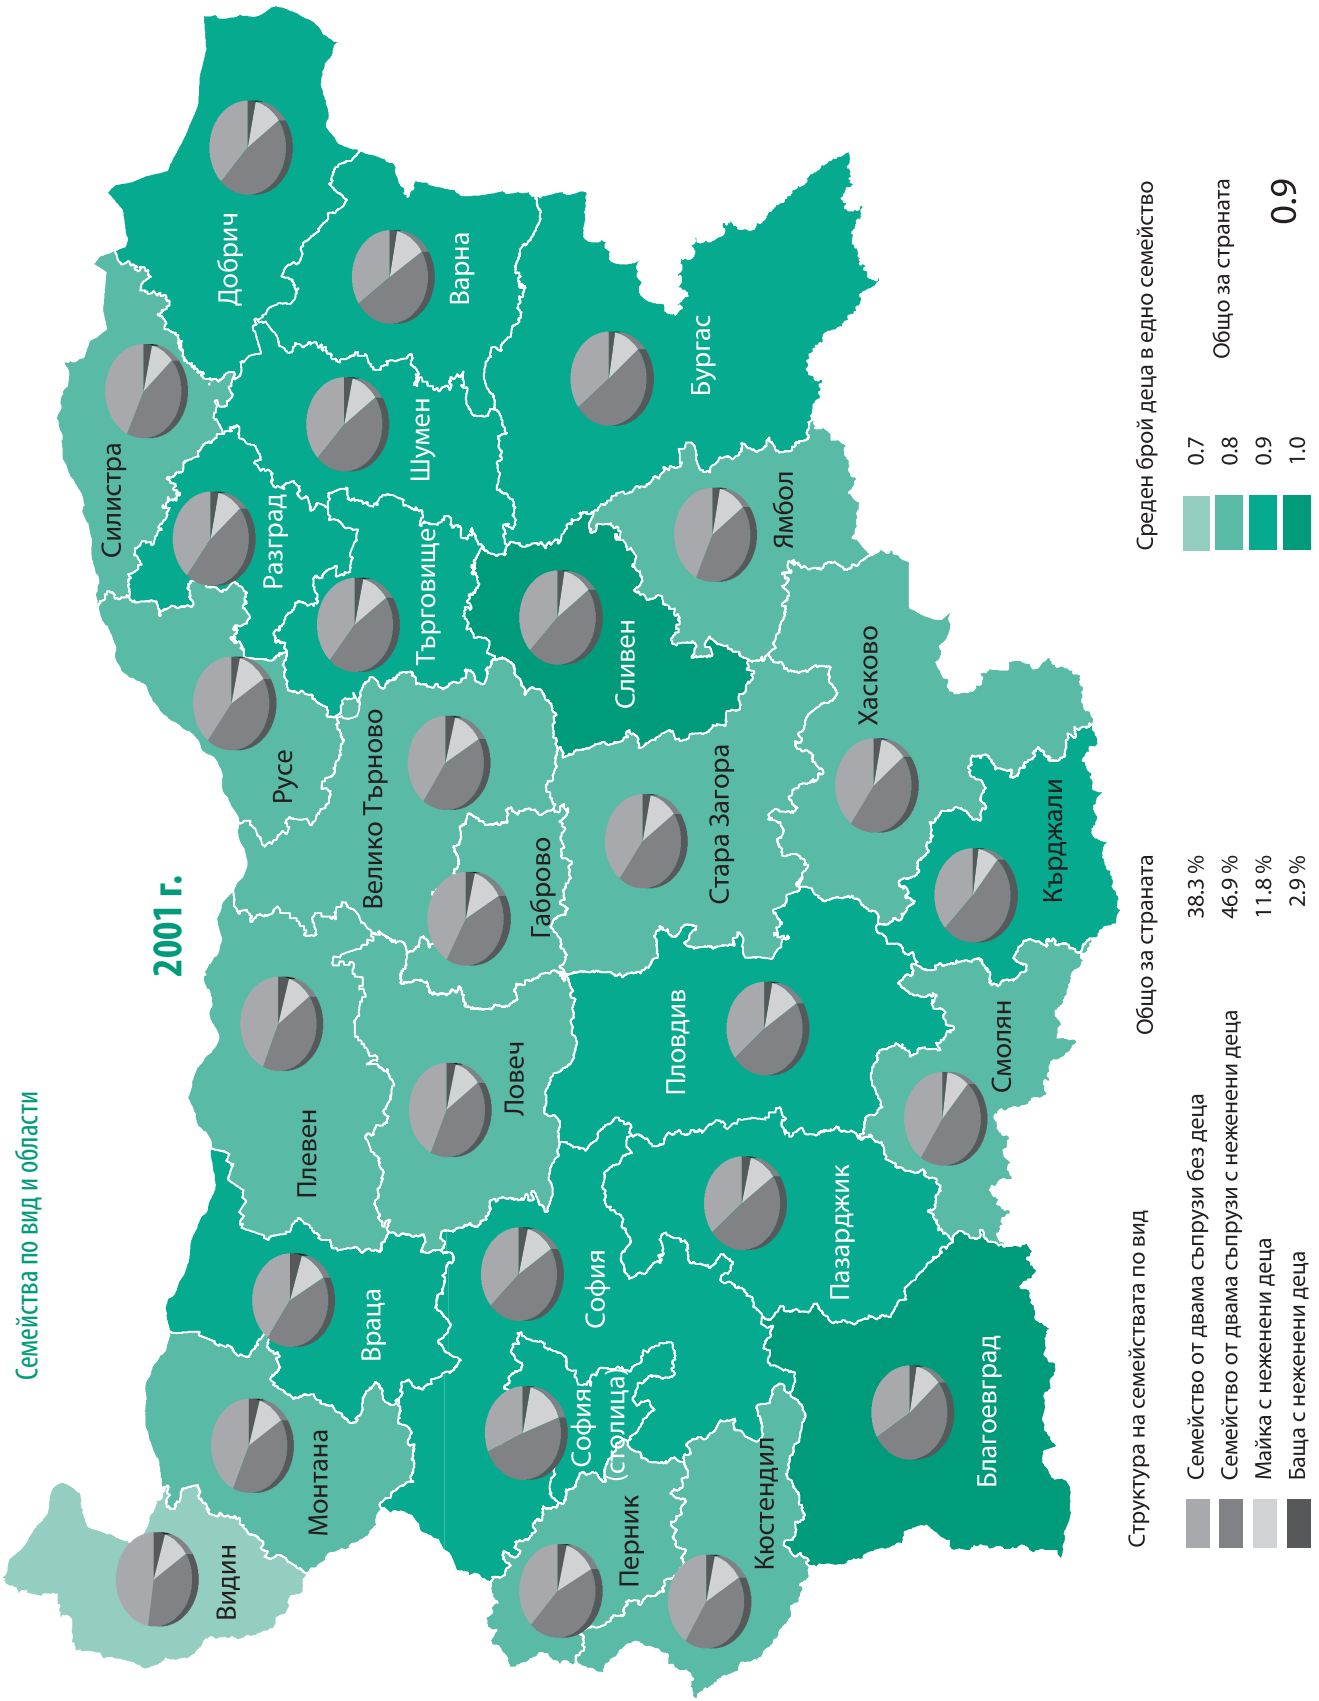 Семейства по вид и области
2001 г.
Видин
Монтана
Враца
Плевен
Ловеч
Велико Търново
Габрово
Русе
Силистра
Разград
Търговище
Шумен
Добрич
Варна
Бургас
Сливен
Ямбол
Стара Загора
Хасково
Кърджали
Пловдив
Смолян
Пазарджик
София
София
(столица)
Перник
Кюстендил
Благоевград
Структура на семействата по вид
Общо за страната
Семейство от двама съпрузи без деца 38.3 %
Семейство от двама съпрузи с неженени деца 46.9 %
Майка с неженени деца 11.8 %
Баща с неженени деца 2.9 %
Среден брой деца в едно семейство
0.7
0.8
0.9
1.0
Общо за страната
0.9